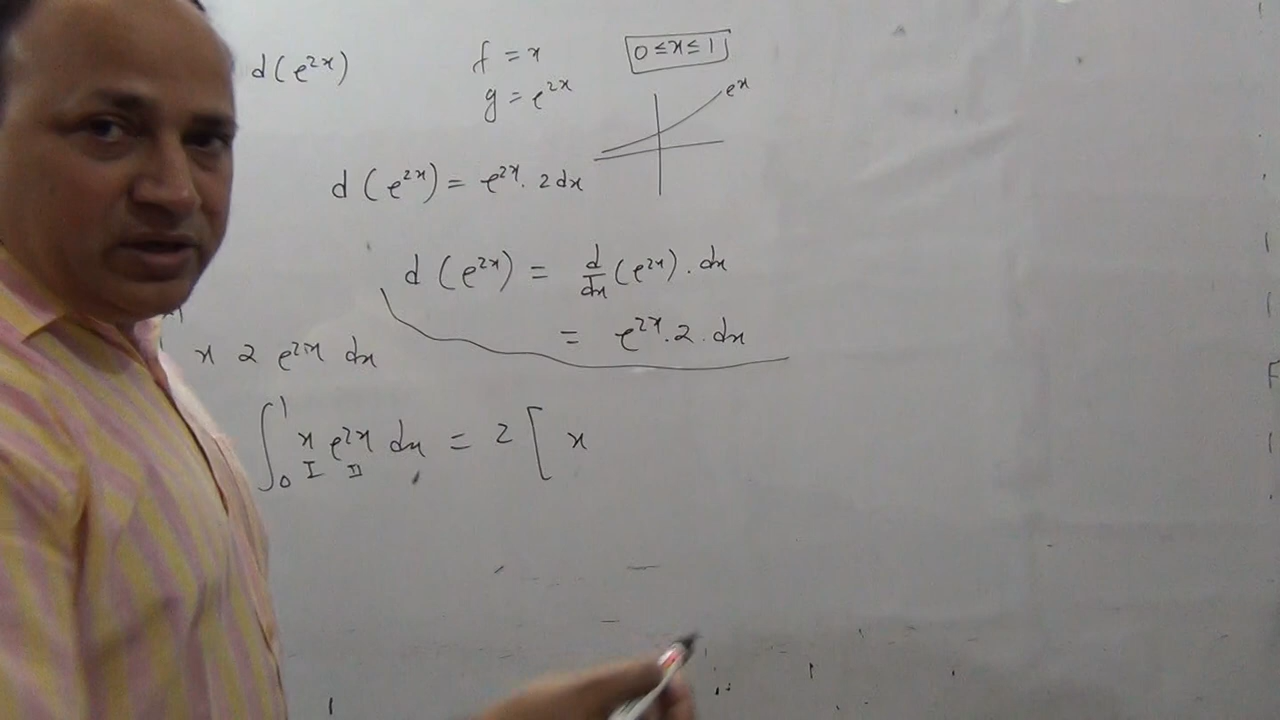 d(e^{2x})
f = x
g = e^{2x}
0 ≤ x ≤ 1
e^x
d(e^{2x}) = e^{2x}. 2dx
d(e^{2x}) = d/dx (e^{2x}) . dx
= e^{2x}. 2. dx
x 2 e^{2x} dx
∫_0^1 x e^{2x} dx = 2 [ x
I II
F